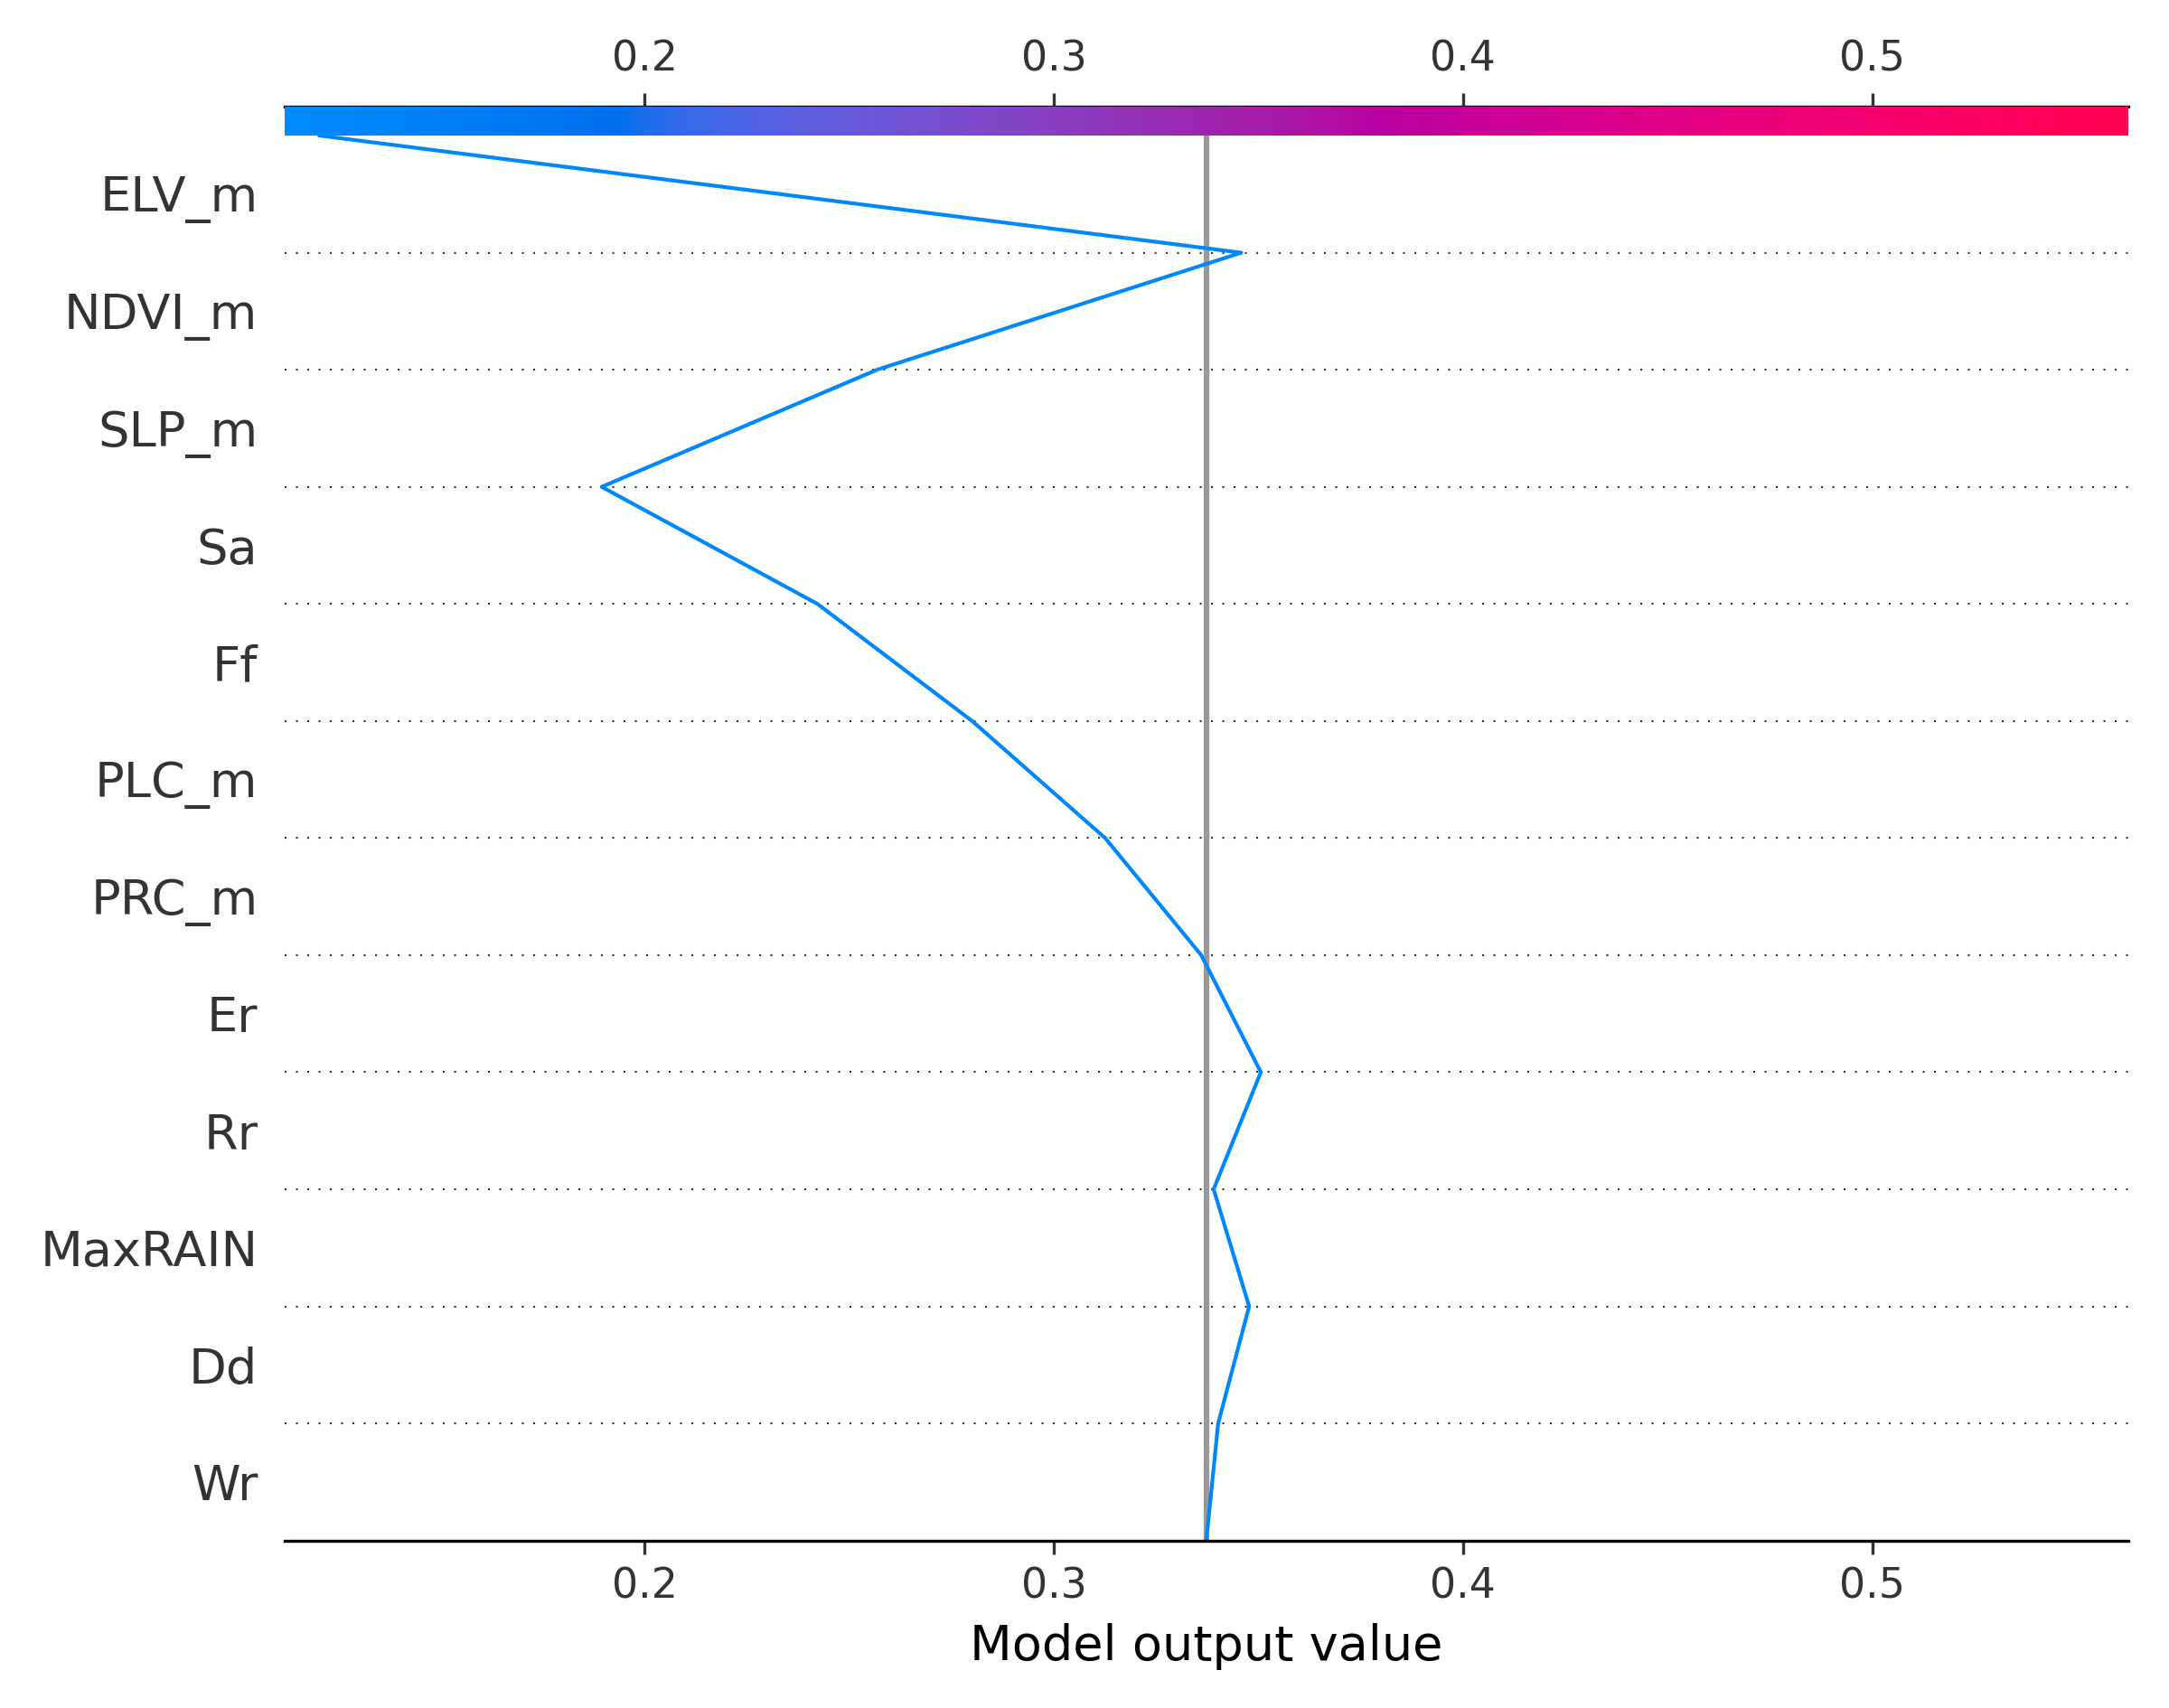 0.2 0.3 0.4 0.5
ELV_m
NDVI_m
SLP_m
Sa
Ff
PLC_m
PRC_m
Er
Rr
MaxRAIN
Dd
Wr
0.2 0.3 0.4 0.5
Model output value